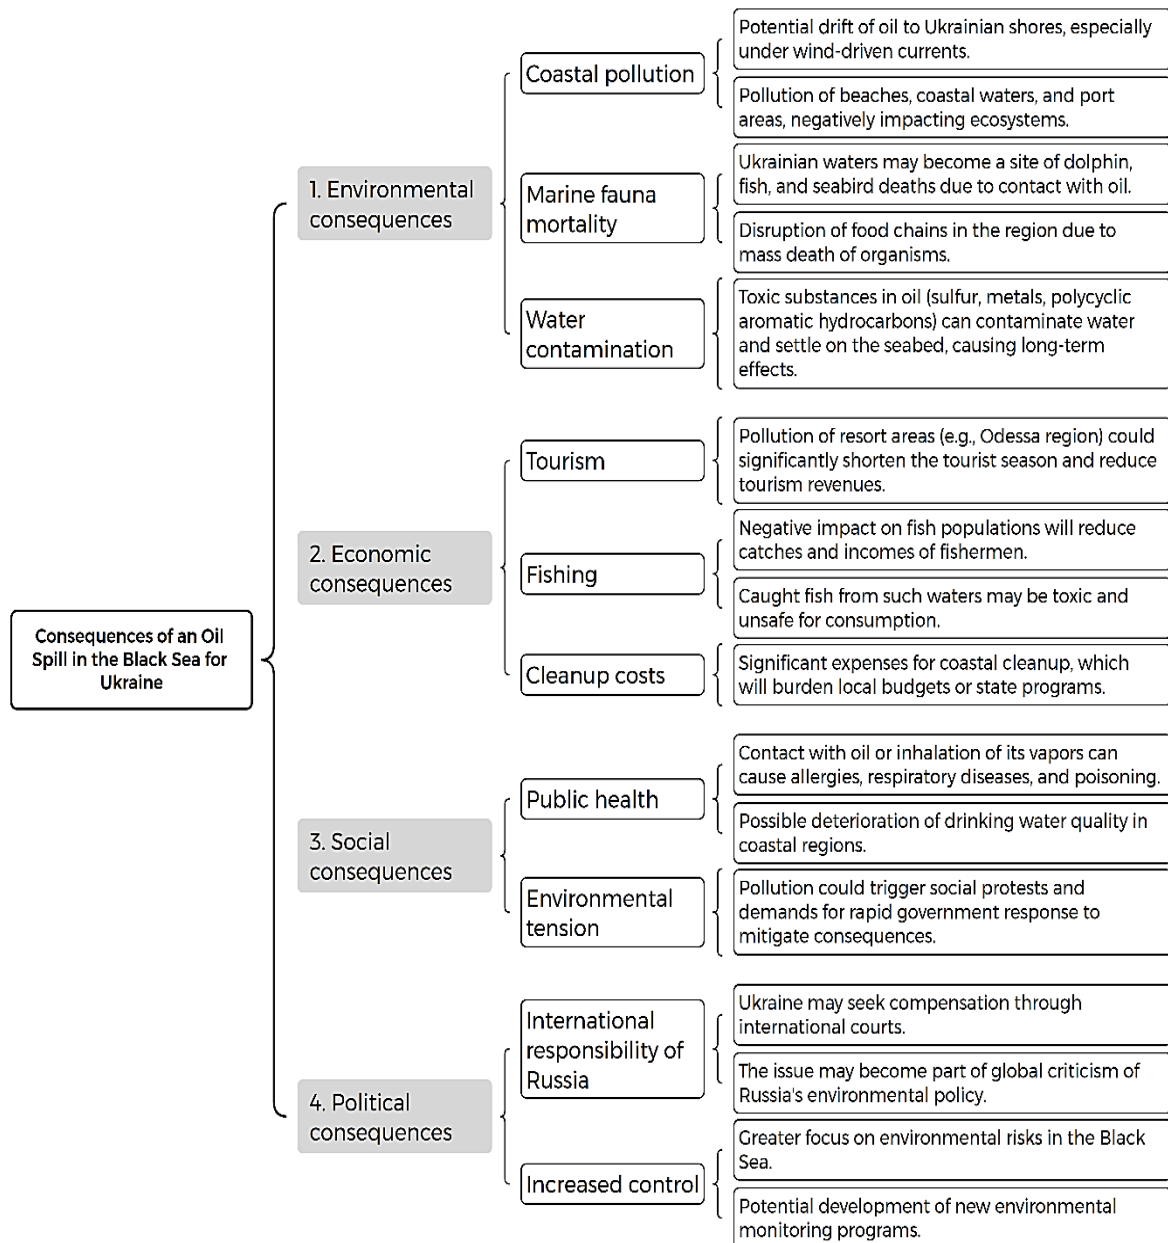 Consequences of an Oil
Spill in the Black Sea for
Ukraine
1. Environmental
consequences
Coastal pollution
Potential drift of oil to Ukrainian shores, especially
under wind-driven currents.
Pollution of beaches, coastal waters, and port
areas, negatively impacting ecosystems.
Marine fauna
mortality
Ukrainian waters may become a site of dolphin,
fish, and seabird deaths due to contact with oil.
Disruption of food chains in the region due to
mass death of organisms.
Water
contamination
Toxic substances in oil (sulfur, metals, polycyclic
aromatic hydrocarbons) can contaminate water
and settle on the seabed, causing long-term
effects.
2. Economic
consequences
Tourism
Pollution of resort areas (e.g., Odessa region) could
significantly shorten the tourist season and reduce
tourism revenues.
Fishing
Negative impact on fish populations will reduce
catches and incomes of fishermen.
Caught fish from such waters may be toxic and
unsafe for consumption.
Cleanup costs
Significant expenses for coastal cleanup, which
will burden local budgets or state programs.
3. Social
consequences
Public health
Contact with oil or inhalation of its vapors can
cause allergies, respiratory diseases, and poisoning.
Possible deterioration of drinking water quality in
coastal regions.
Environmental
tension
Pollution could trigger social protests and
demands for rapid government response to
mitigate consequences.
4. Political
consequences
International
responsibility of
Russia
Ukraine may seek compensation through
international courts.
The issue may become part of global criticism of
Russia's environmental policy.
Increased control
Greater focus on environmental risks in the Black
Sea.
Potential development of new environmental
monitoring programs.